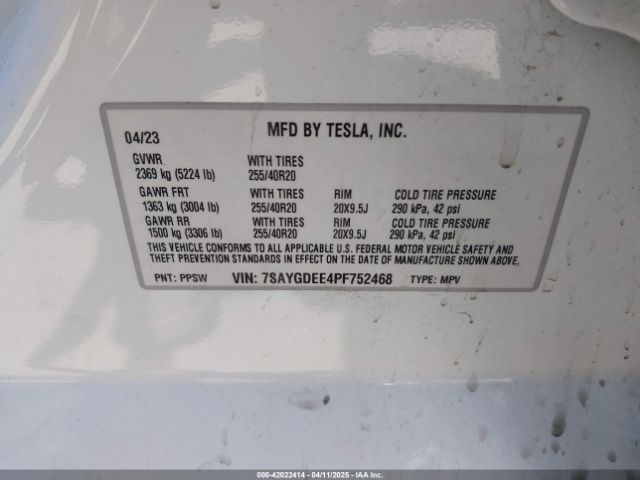 04/23 MFD BY TESLA, INC.
GVWR WITH TIRES
2369 kg (5224 lb) 255/40R20
GAWR FRT WITH TIRES RIM COLD TIRE PRESSURE
1363 kg (3004 lb) 255/40R20 20X9.5J 290 kPa, 42 psi
GAWR RR WITH TIRES RIM COLD TIRE PRESSURE
1500 kg (3306 lb) 255/40R20 20X9.5J 290 kPa, 42 psi
THIS VEHICLE CONFORMS TO ALL APPLICABLE U.S. FEDERAL MOTOR VEHICLE SAFETY AND
THEFT PREVENTION STANDARDS IN EFFECT ON THE DATE OF MANUFACTURE SHOWN ABOVE.
PNT: PPSW VIN: 7SAYGDEE4PF752468 TYPE: MPV
000-42022414 | 04/11/2025 | Copyright IAA, LLC